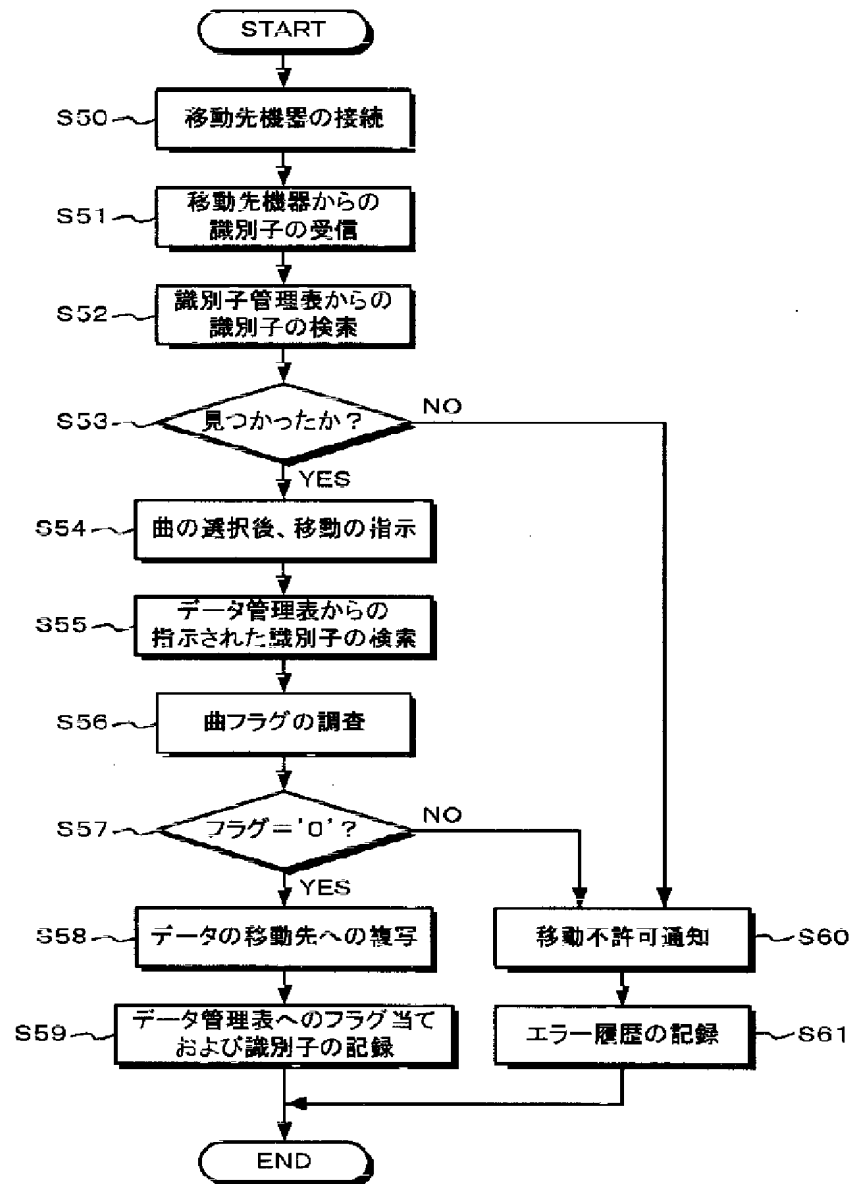 START
S50
移動先機器の接続
S51
移動先機器からの
識別子の受信
S52
識別子管理表からの
識別子の検索
S53
見つかったか？
NO
YES
S54
曲の選択後、移動の指示
S55
データ管理表からの
指示された識別子の検索
S56
曲フラグの調査
S57
フラグ＝'0'？
NO
YES
S58
データの移動先への複写
移動不許可通知
S60
S59
データ管理表へのフラグ当て
および識別子の記録
エラー履歴の記録
S61
END